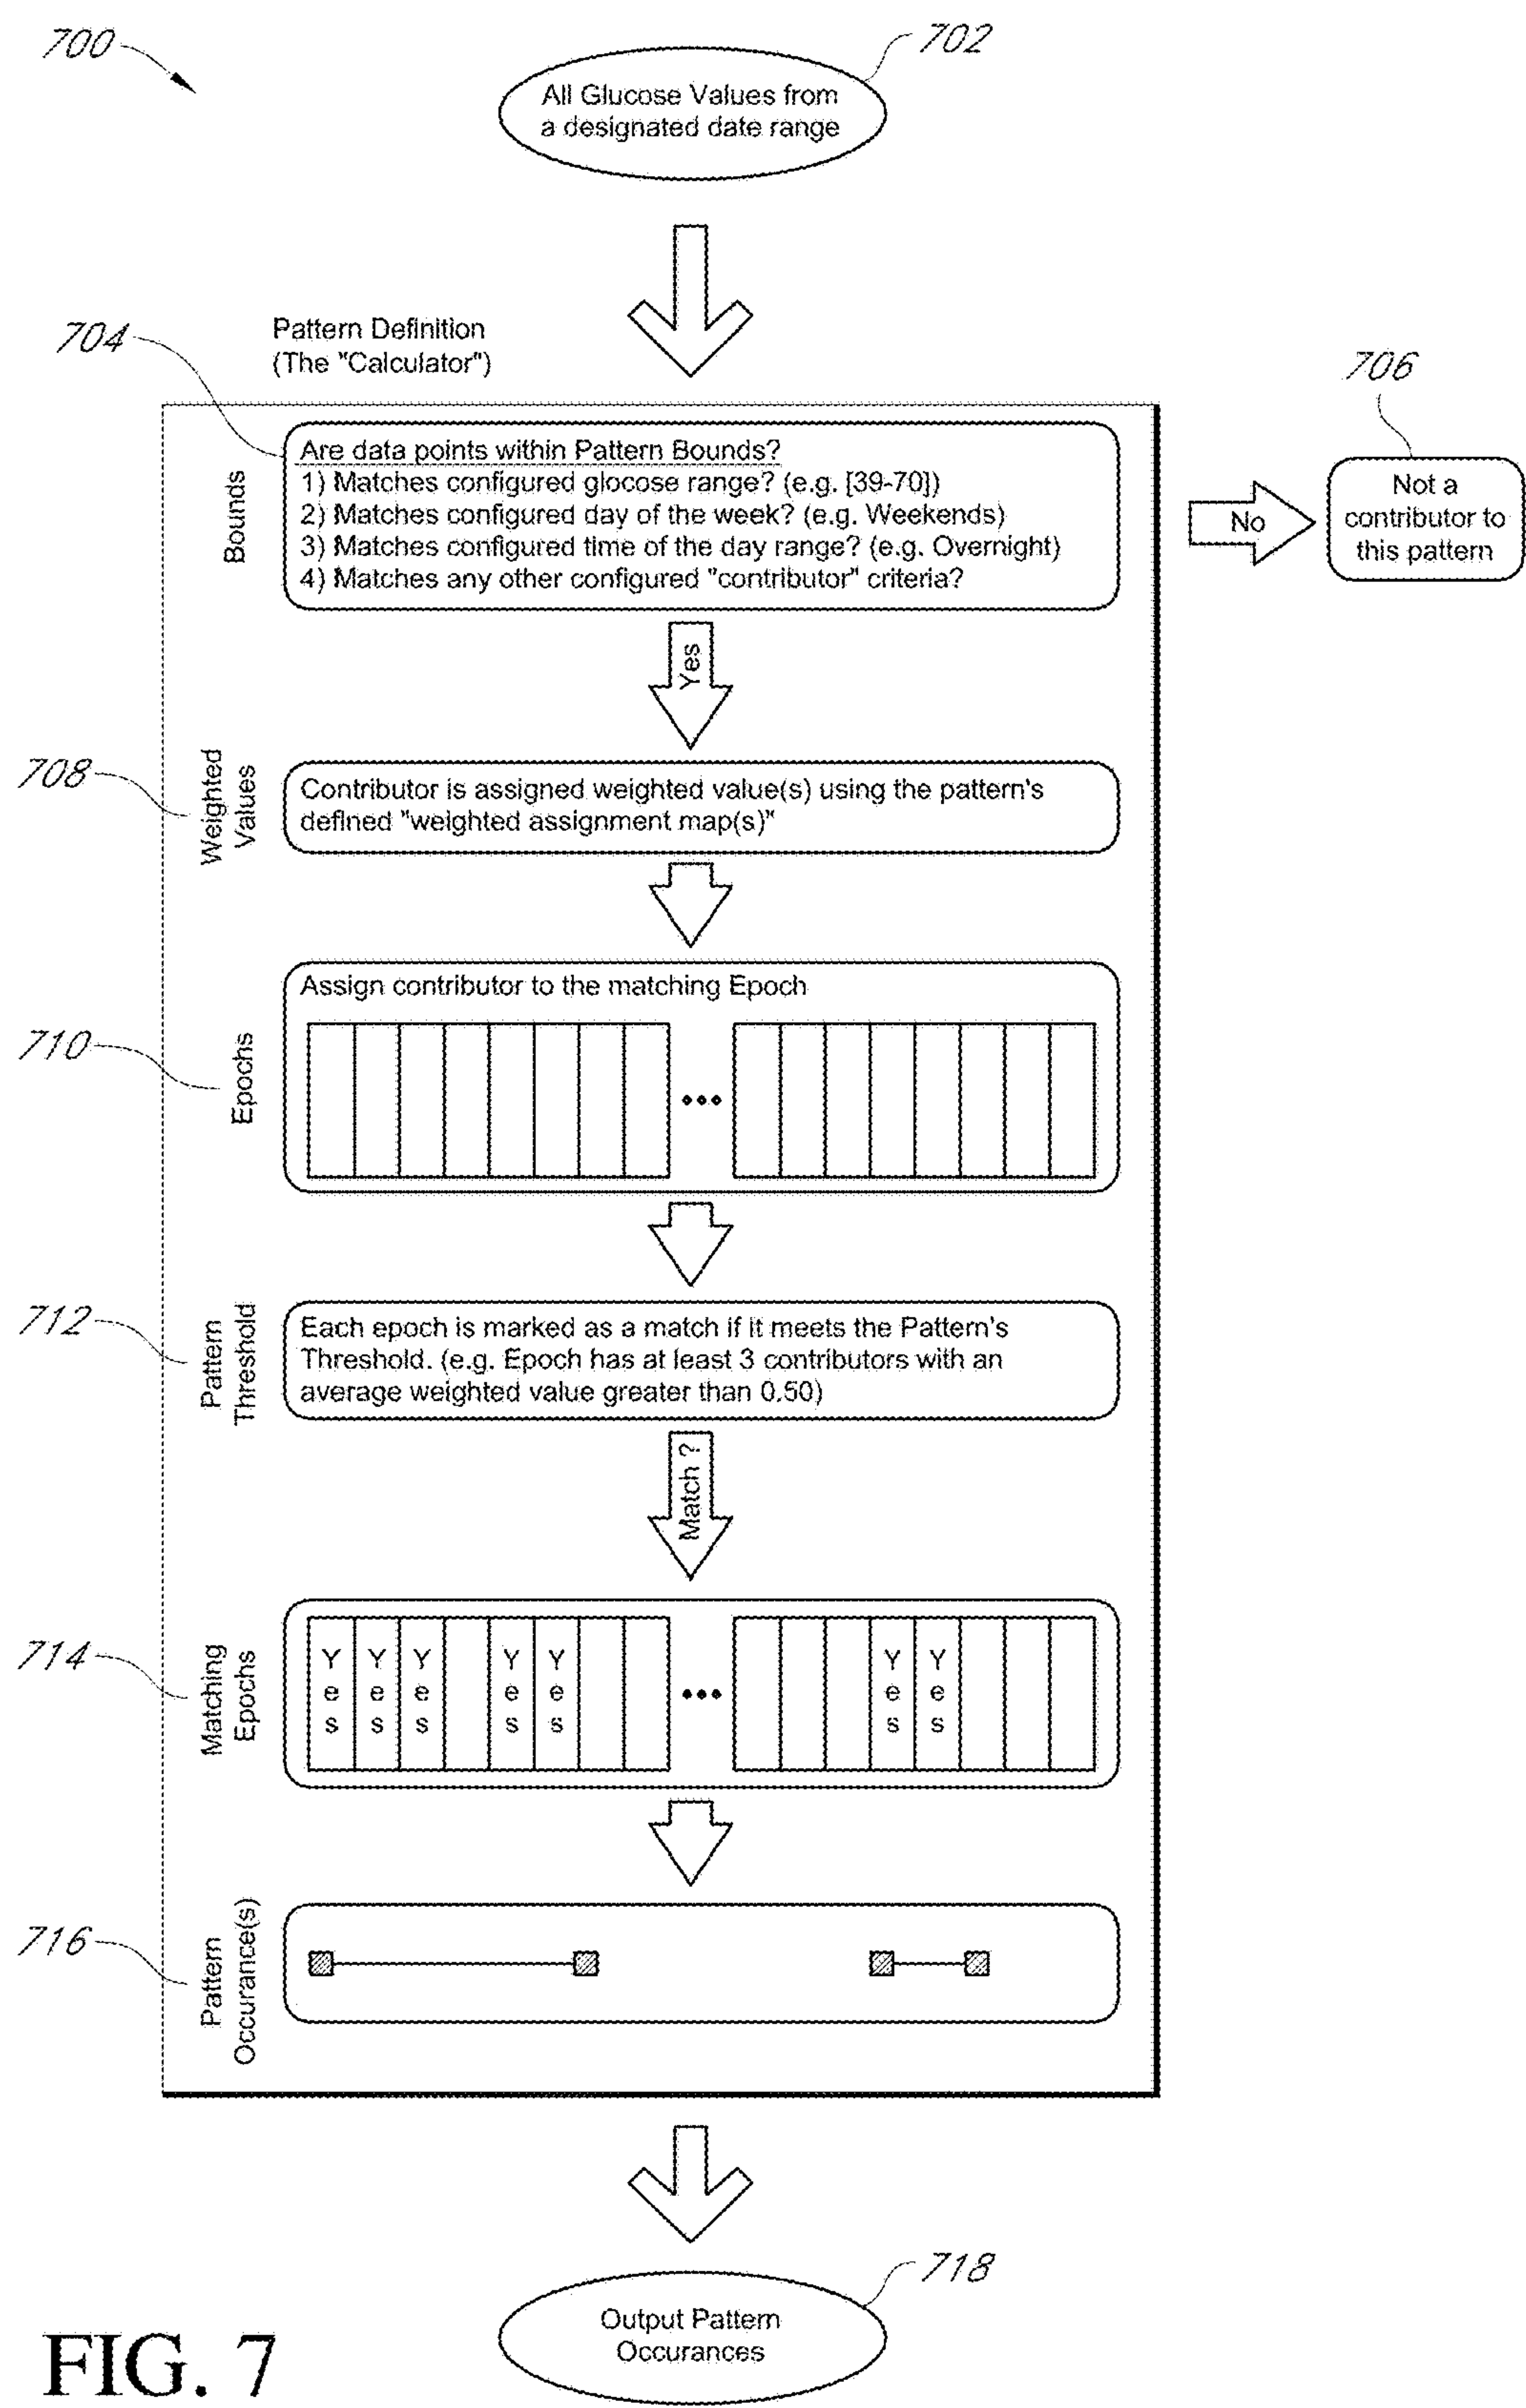 700
702
All Glucose Values from
a designated date range
704
Pattern Definition
(The "Calculator")
706
Bounds
Are data points within Pattern Bounds?
1) Matches configured glocose range? (e.g. [39-70])
2) Matches configured day of the week? (e.g. Weekends)
3) Matches configured time of the day range? (e.g. Overnight)
4) Matches any other configured "contributor" criteria?
No
Not a
contributor to
this pattern
Yes
708
Weighted
Values
Contributor is assigned weighted value(s) using the pattern's
defined "weighted assignment map(s)"
710
Epochs
Assign contributor to the matching Epoch
712
Pattern
Threshold
Each epoch is marked as a match if it meets the Pattern's
Threshold. (e.g. Epoch has at least 3 contributors with an
average weighted value greater than 0.50)
Match ?
714
Matching
Epochs
Yes
Yes
Yes
Yes
Yes
Yes
Yes
716
Pattern
Occurance(s)
718
Output Pattern
Occurances
FIG. 7